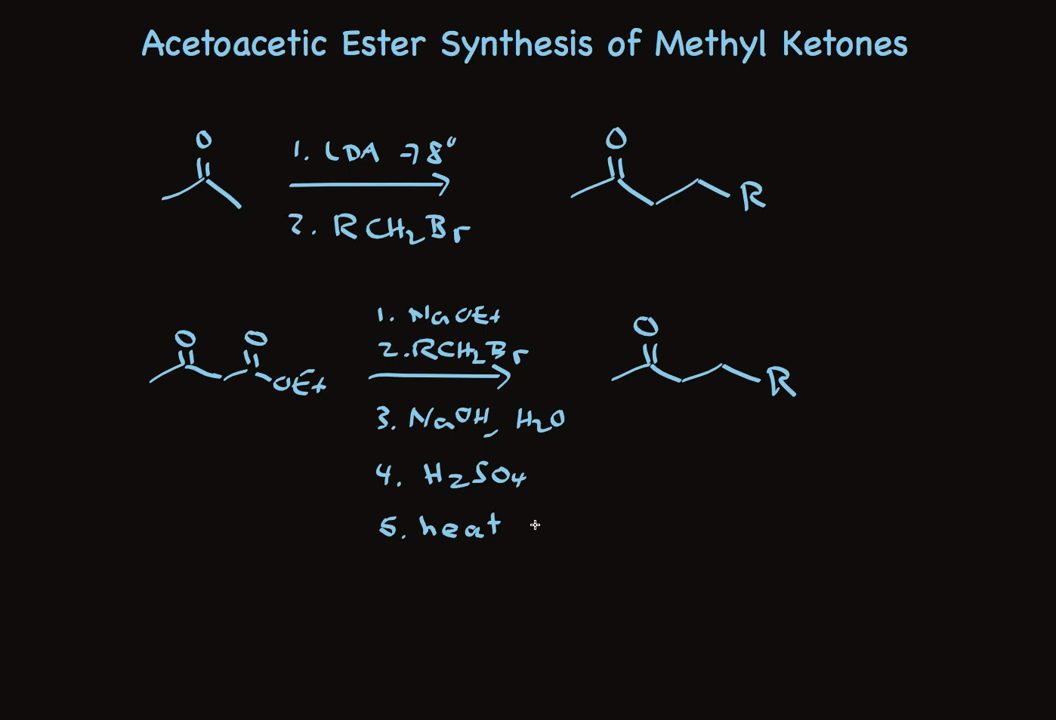 Acetoacetic Ester Synthesis of Methyl Ketones
O
1. LDA -78°
2. RCH2Br
O
R
O O
OEt
1. NaOEt
2. RCH2Br
3. NaOH, H2O
4. H2SO4
5. heat
O
R